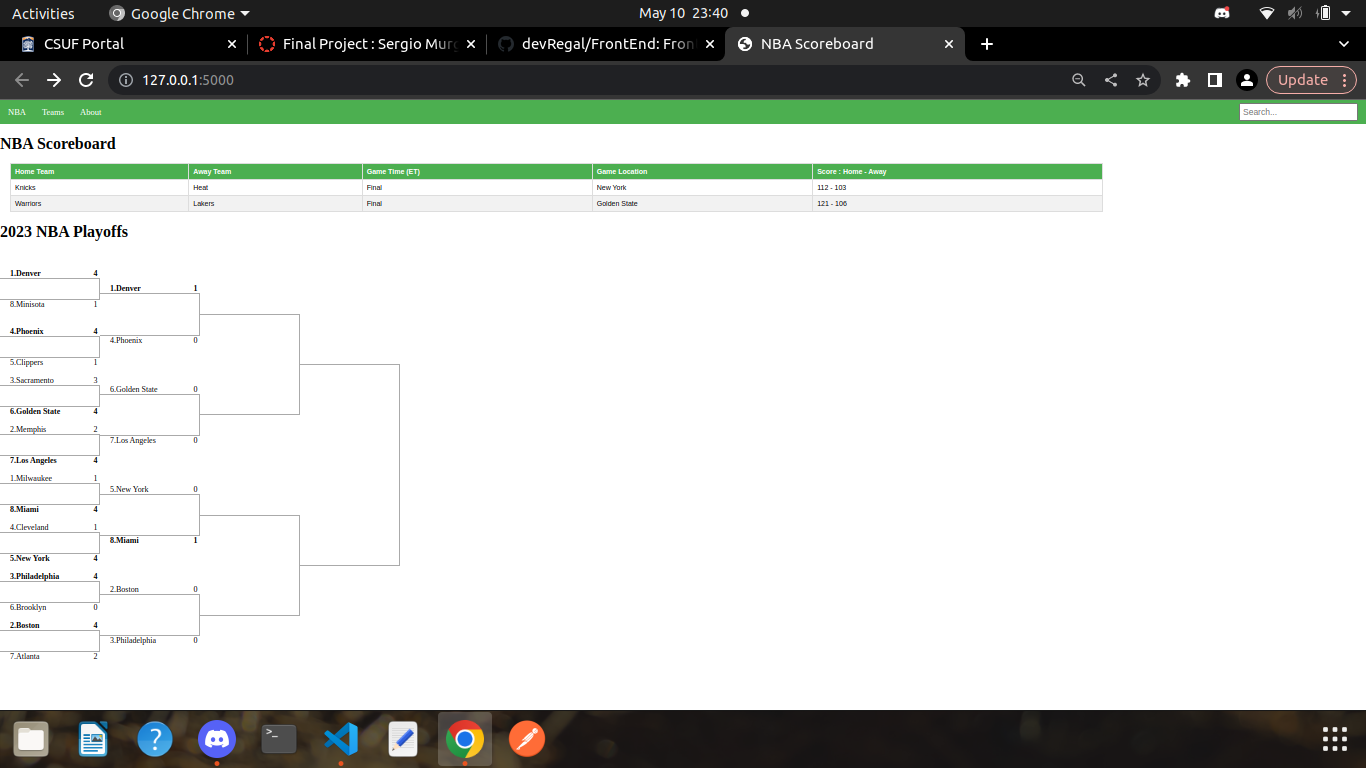 Activities Google Chrome May 10 23:40
CSUF Portal Final Project : Sergio Murg devRegal/FrontEnd: Fron NBA Scoreboard
127.0.0.1:5000 Update
NBA Teams About Search...
NBA Scoreboard
Home Team Away Team Game Time (ET) Game Location Score : Home - Away
Knicks Heat Final New York 112 - 103
Warriors Lakers Final Golden State 121 - 106
2023 NBA Playoffs
1.Denver 4
1.Denver 1
8.Minisota 1
4.Phoenix 4
4.Phoenix 0
5.Clippers 1
3.Sacramento 3
6.Golden State 0
6.Golden State 4
2.Memphis 2
7.Los Angeles 0
7.Los Angeles 4
1.Milwaukee 1
5.New York 0
8.Miami 4
4.Cleveland 1
8.Miami 1
5.New York 4
3.Philadelphia 4
2.Boston 0
6.Brooklyn 0
2.Boston 4
3.Philadelphia 0
7.Atlanta 2